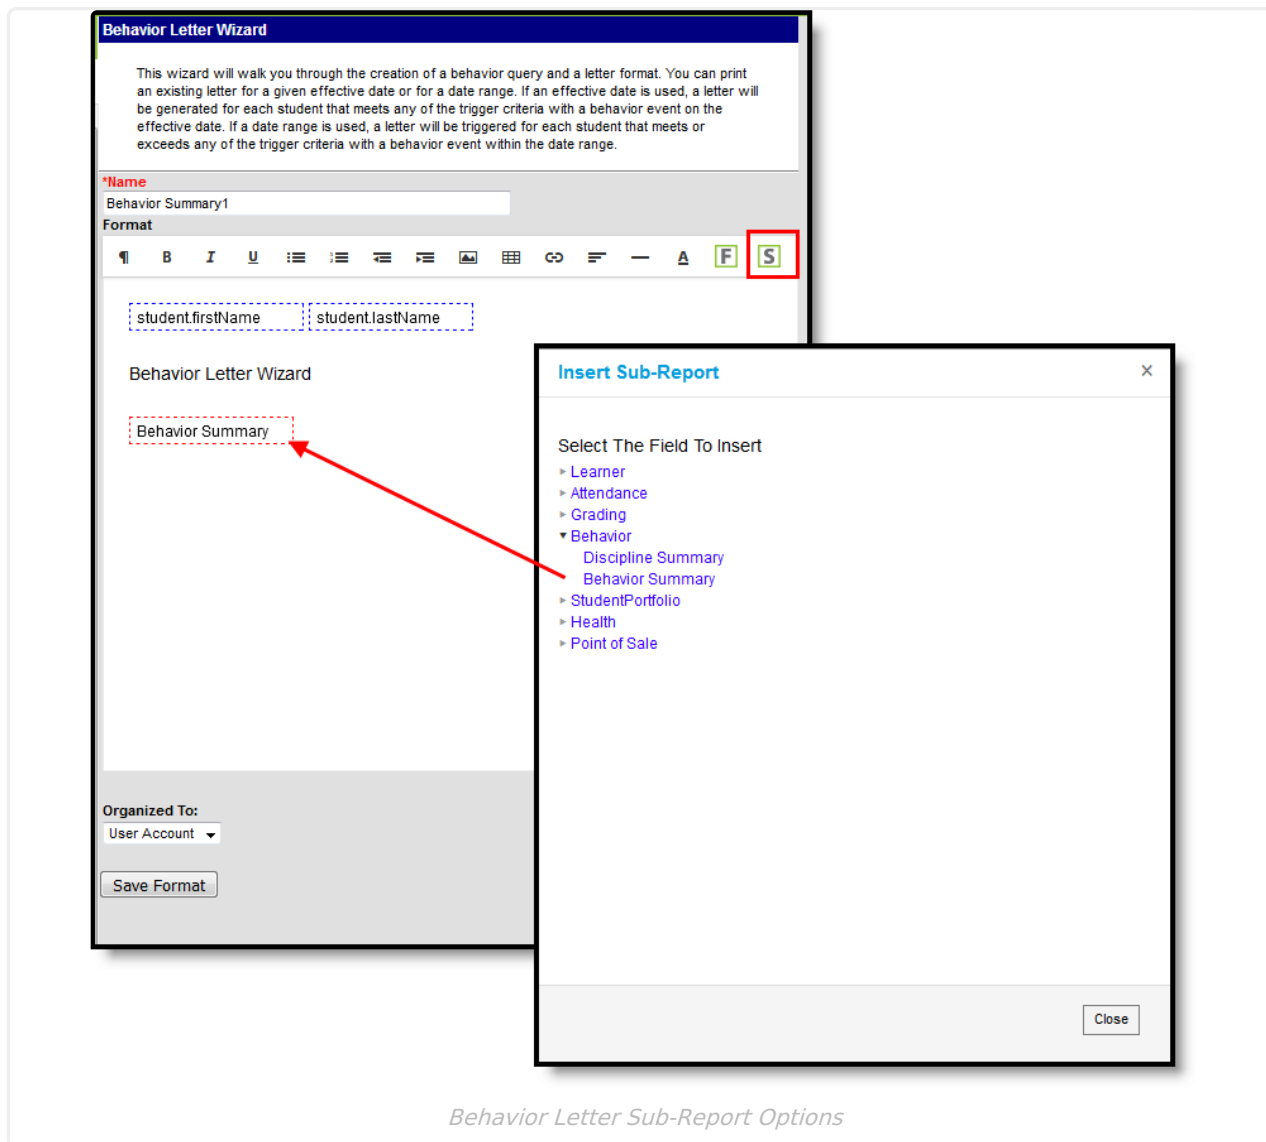 Behavior Letter Wizard
This wizard will walk you through the creation of a behavior query and a letter format. You can print
an existing letter for a given effective date or for a date range. If an effective date is used, a letter will
be generated for each student that meets any of the trigger criteria with a behavior event on the
effective date. If a date range is used, a letter will be triggered for each student that meets or
exceeds any of the trigger criteria with a behavior event within the date range.
*Name
Behavior Summary1
Format
¶ B I U A F S
student.firstName student.lastName
Behavior Letter Wizard
Behavior Summary
Organized To:
User Account
Save Format
Insert Sub-Report ×
Select The Field To Insert
Learner
Attendance
Grading
Behavior
Discipline Summary
Behavior Summary
StudentPortfolio
Health
Point of Sale
Close
Behavior Letter Sub-Report Options